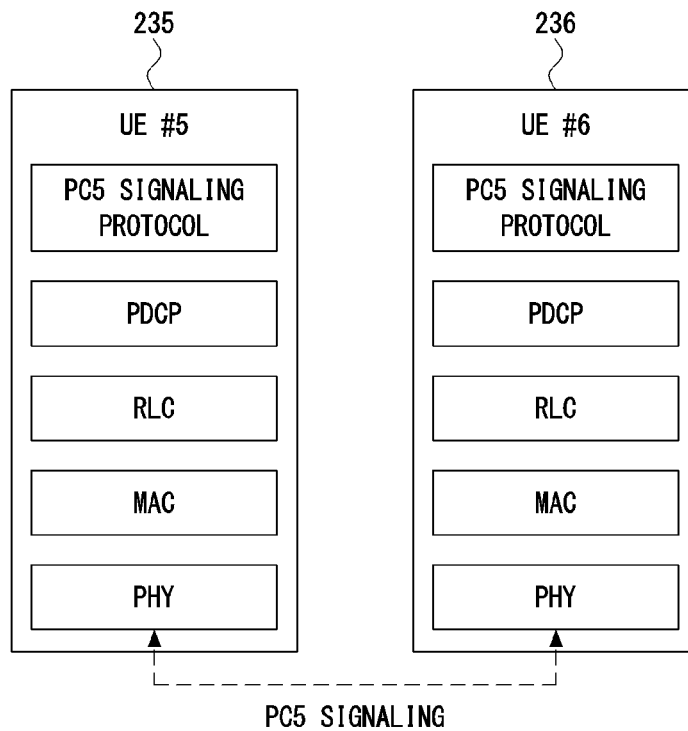 235
236
UE #5
UE #6
PC5 SIGNALING
PROTOCOL
PC5 SIGNALING
PROTOCOL
PDCP
PDCP
RLC
RLC
MAC
MAC
PHY
PHY
PC5 SIGNALING